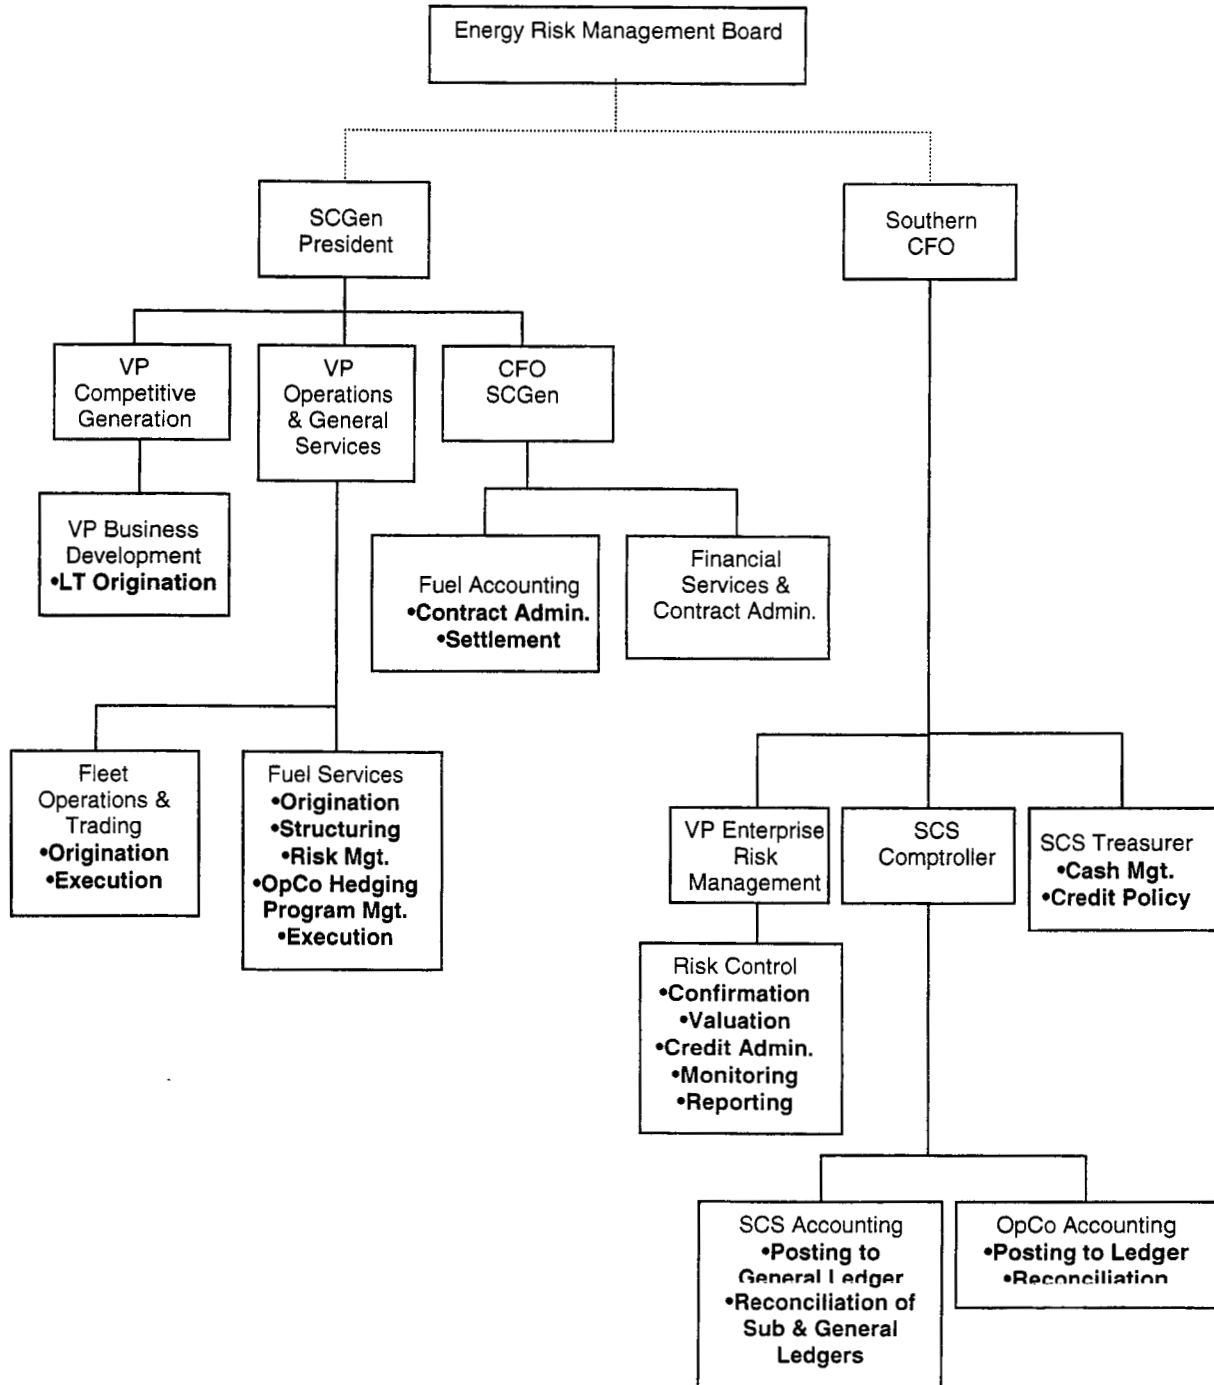 Energy Risk Management Board
SCGen
President
Southern
CFO
VP
Competitive
Generation
VP
Operations
& General
Services
CFO
SCGen
VP Business
Development
•LT Origination
Fuel Accounting
•Contract Admin.
•Settlement
Financial
Services &
Contract Admin.
Fleet
Operations &
Trading
•Origination
•Execution
Fuel Services
•Origination
•Structuring
•Risk Mgt.
•OpCo Hedging
Program Mgt.
•Execution
VP Enterprise
Risk
Management
SCS
Comptroller
SCS Treasurer
•Cash Mgt.
•Credit Policy
Risk Control
•Confirmation
•Valuation
•Credit Admin.
•Monitoring
•Reporting
SCS Accounting
•Posting to
General Ledger
•Reconciliation of
Sub & General
Ledgers
OpCo Accounting
•Posting to Ledger
•Reconciliation